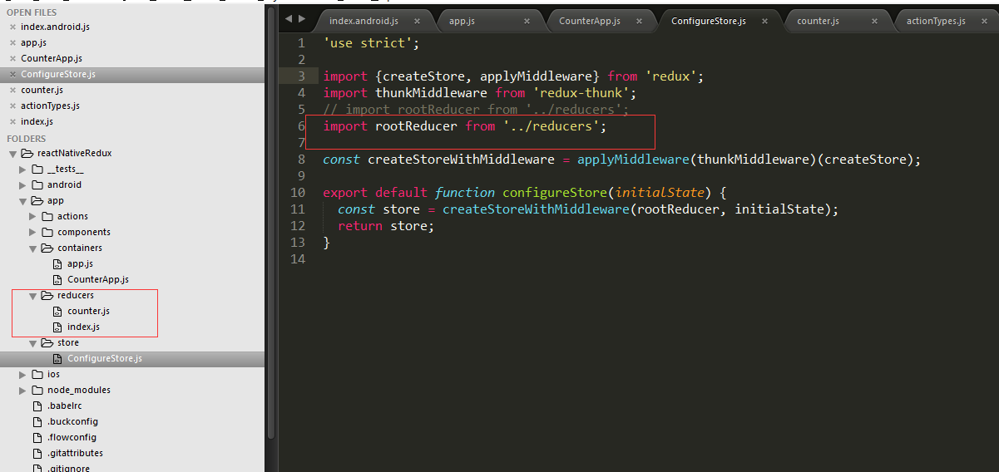 OPEN FILES
index.android.js
app.js
CounterApp.js
ConfigureStore.js
counter.js
actionTypes.js
index.js
FOLDERS
reactNativeRedux
__tests__
android
app
actions
components
containers
app.js
CounterApp.js
reducers
counter.js
index.js
store
ConfigureStore.js
ios
node_modules
.babelrc
.buckconfig
.flowconfig
.gitattributes
.gitignore
index.android.js app.js CounterApp.js ConfigureStore.js counter.js actionTypes.js
1 'use strict';
2
3 import {createStore, applyMiddleware} from 'redux';
4 import thunkMiddleware from 'redux-thunk';
5 // import rootReducer from '../reducers';
6 import rootReducer from '../reducers';
7
8 const createStoreWithMiddleware = applyMiddleware(thunkMiddleware)(createStore);
9
10 export default function configureStore(initialState) {
11 const store = createStoreWithMiddleware(rootReducer, initialState);
12 return store;
13 }
14